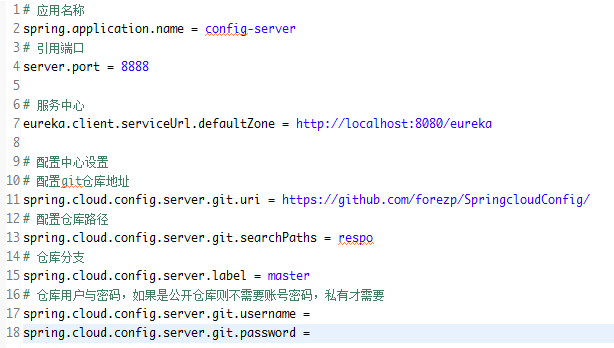 1 # 应用名称
2 spring.application.name = config-server
3 # 引用端口
4 server.port = 8888
5
6 # 服务中心
7 eureka.client.serviceUrl.defaultZone = http://localhost:8080/eureka
8
9 # 配置中心设置
10 # 配置git仓库地址
11 spring.cloud.config.server.git.uri = https://github.com/forezp/SpringcloudConfig/
12 # 配置仓库路径
13 spring.cloud.config.server.git.searchPaths = respo
14 # 仓库分支
15 spring.cloud.config.server.label = master
16 # 仓库用户与密码，如果是公开仓库则不需要账号密码，私有才需要
17 spring.cloud.config.server.git.username =
18 spring.cloud.config.server.git.password =